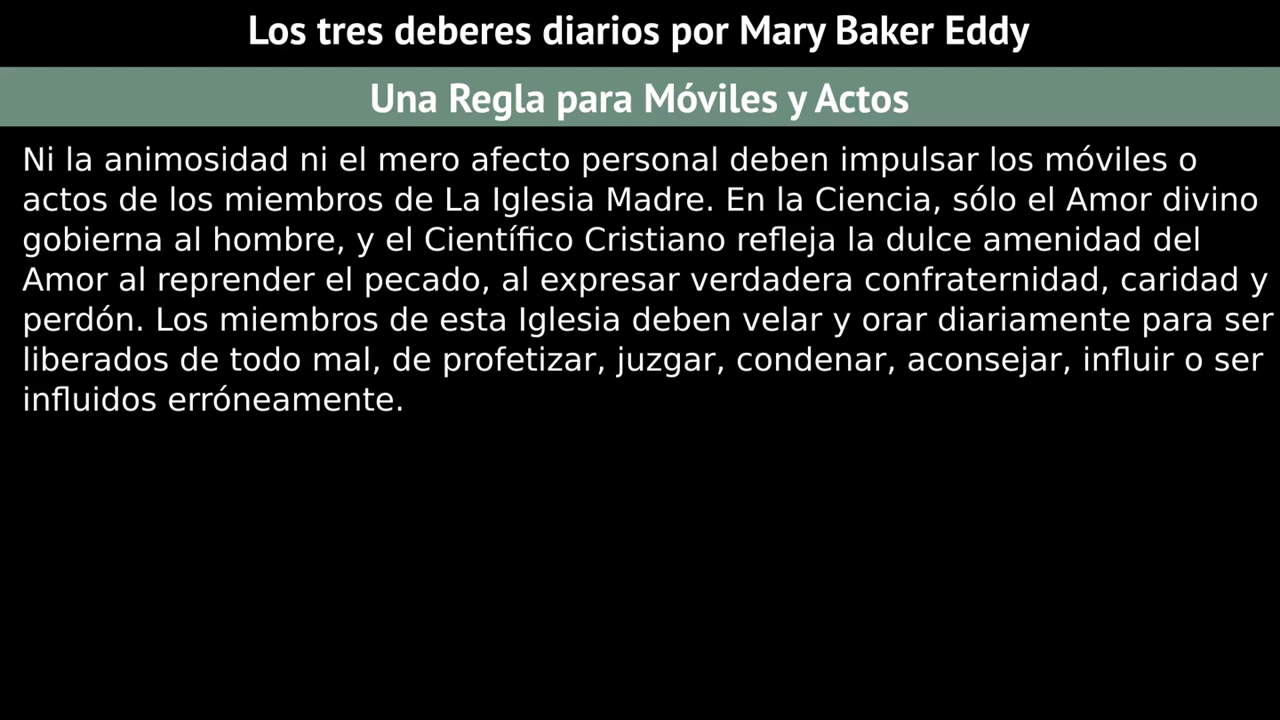 Los tres deberes diarios por Mary Baker Eddy
Una Regla para Móviles y Actos
Ni la animosidad ni el mero afecto personal deben impulsar los móviles o
actos de los miembros de La Iglesia Madre. En la Ciencia, sólo el Amor divino
gobierna al hombre, y el Científico Cristiano refleja la dulce amenidad del
Amor al reprender el pecado, al expresar verdadera confraternidad, caridad y
perdón. Los miembros de esta Iglesia deben velar y orar diariamente para ser
liberados de todo mal, de profetizar, juzgar, condenar, aconsejar, influir o ser
influidos erróneamente.